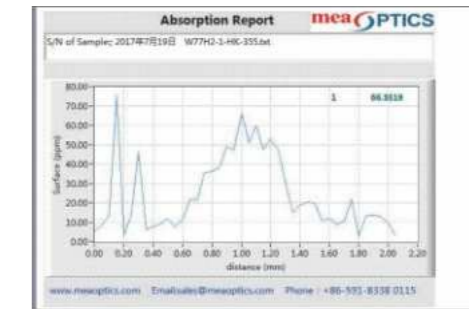 Absorption Report
mea OPTICS
S/N of Sample: 2017年7月19日 W77H2-1-HK-355.txt
1 66.8519
80.00
70.00
60.00
50.00
40.00
30.00
20.00
10.00
0.00
Surface (ppm)
0.00 0.20 0.40 0.60 0.80 1.00 1.20 1.40 1.60 1.80 2.00 2.20
distance (mm)
www.meaoptics.com Email:sales@meaoptics.com Phone : +86-591-8338 0115